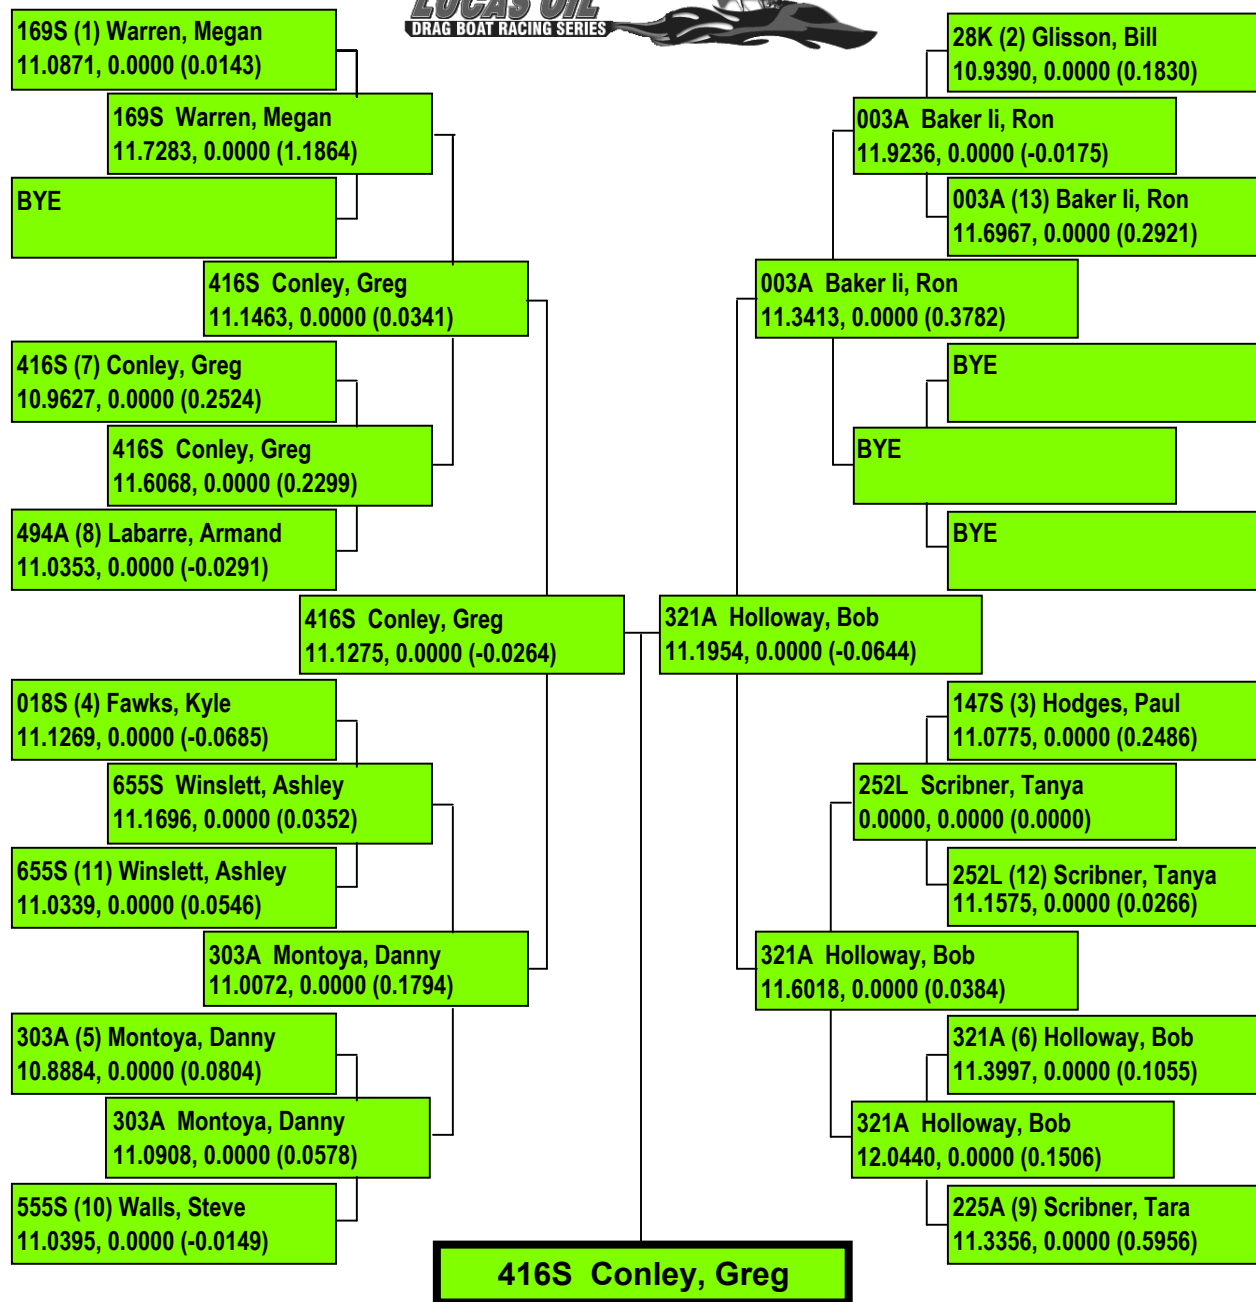 LUCAS OIL
DRAG BOAT RACING SERIES
169S (1) Warren, Megan
11.0871, 0.0000 (0.0143)
169S Warren, Megan
11.7283, 0.0000 (1.1864)
BYE
416S Conley, Greg
11.1463, 0.0000 (0.0341)
416S (7) Conley, Greg
10.9627, 0.0000 (0.2524)
416S Conley, Greg
11.6068, 0.0000 (0.2299)
494A (8) Labarre, Armand
11.0353, 0.0000 (-0.0291)
416S Conley, Greg
11.1275, 0.0000 (-0.0264)
018S (4) Fawks, Kyle
11.1269, 0.0000 (-0.0685)
655S Winslett, Ashley
11.1696, 0.0000 (0.0352)
655S (11) Winslett, Ashley
11.0339, 0.0000 (0.0546)
303A Montoya, Danny
11.0072, 0.0000 (0.1794)
303A (5) Montoya, Danny
10.8884, 0.0000 (0.0804)
303A Montoya, Danny
11.0908, 0.0000 (0.0578)
555S (10) Walls, Steve
11.0395, 0.0000 (-0.0149)
28K (2) Glisson, Bill
10.9390, 0.0000 (0.1830)
003A Baker Ii, Ron
11.9236, 0.0000 (-0.0175)
003A (13) Baker Ii, Ron
11.6967, 0.0000 (0.2921)
003A Baker Ii, Ron
11.3413, 0.0000 (0.3782)
BYE
BYE
BYE
321A Holloway, Bob
11.1954, 0.0000 (-0.0644)
147S (3) Hodges, Paul
11.0775, 0.0000 (0.2486)
252L Scribner, Tanya
0.0000, 0.0000 (0.0000)
252L (12) Scribner, Tanya
11.1575, 0.0000 (0.0266)
321A Holloway, Bob
11.6018, 0.0000 (0.0384)
321A (6) Holloway, Bob
11.3997, 0.0000 (0.1055)
321A Holloway, Bob
12.0440, 0.0000 (0.1506)
225A (9) Scribner, Tara
11.3356, 0.0000 (0.5956)
416S Conley, Greg